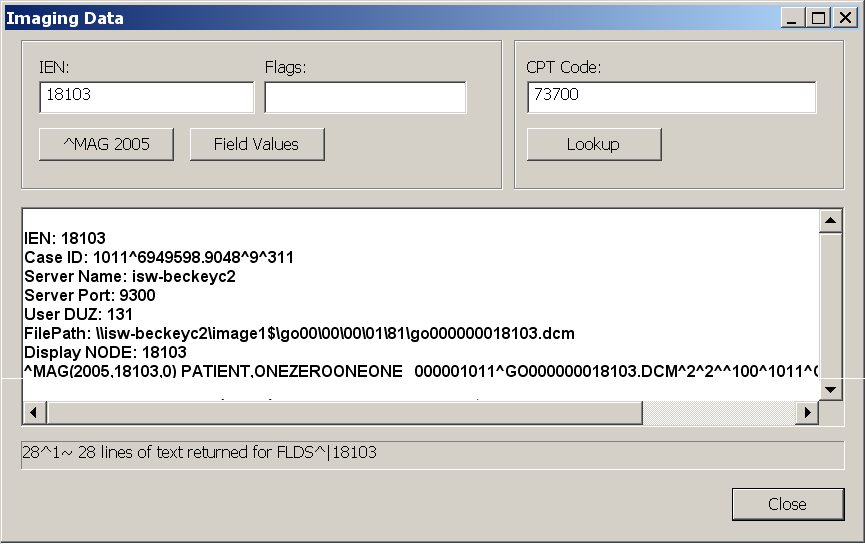 Imaging Data
IEN:
Flags:
CPT Code:
18103
73700
^MAG 2005
Field Values
Lookup
IEN: 18103
Case ID: 1011^6949598.9048^9^311
Server Name: isw-beckeyc2
Server Port: 9300
User DUZ: 131
FilePath: \\isw-beckeyc2\image1$\go00\00\00\01\81\go000000018103.dcm
Display NODE: 18103
^MAG(2005,18103,0) PATIENT,ONEZEROONEONE   000001011^GO000000018103.DCM^2^2^^100^1011^
28^1~ 28 lines of text returned for FLDS^|18103
Close